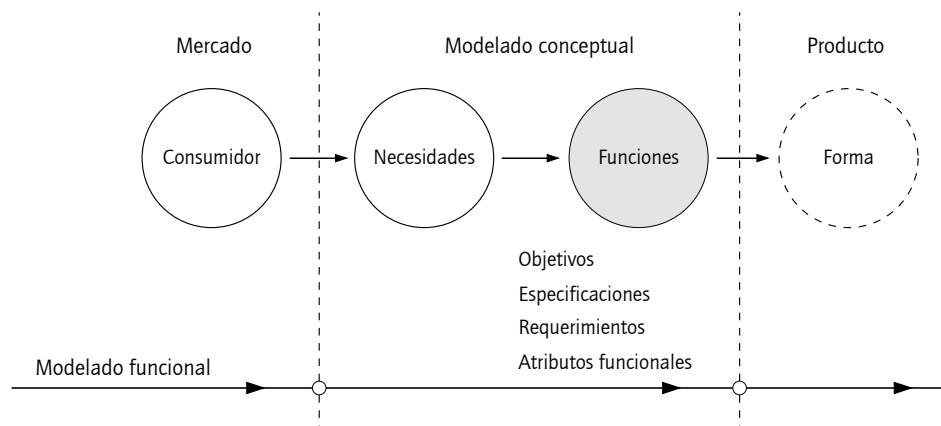 Mercado
Modelado conceptual
Producto
Consumidor
Necesidades
Funciones
Forma
Objetivos
Especificaciones
Requerimientos
Atributos funcionales
Modelado funcional